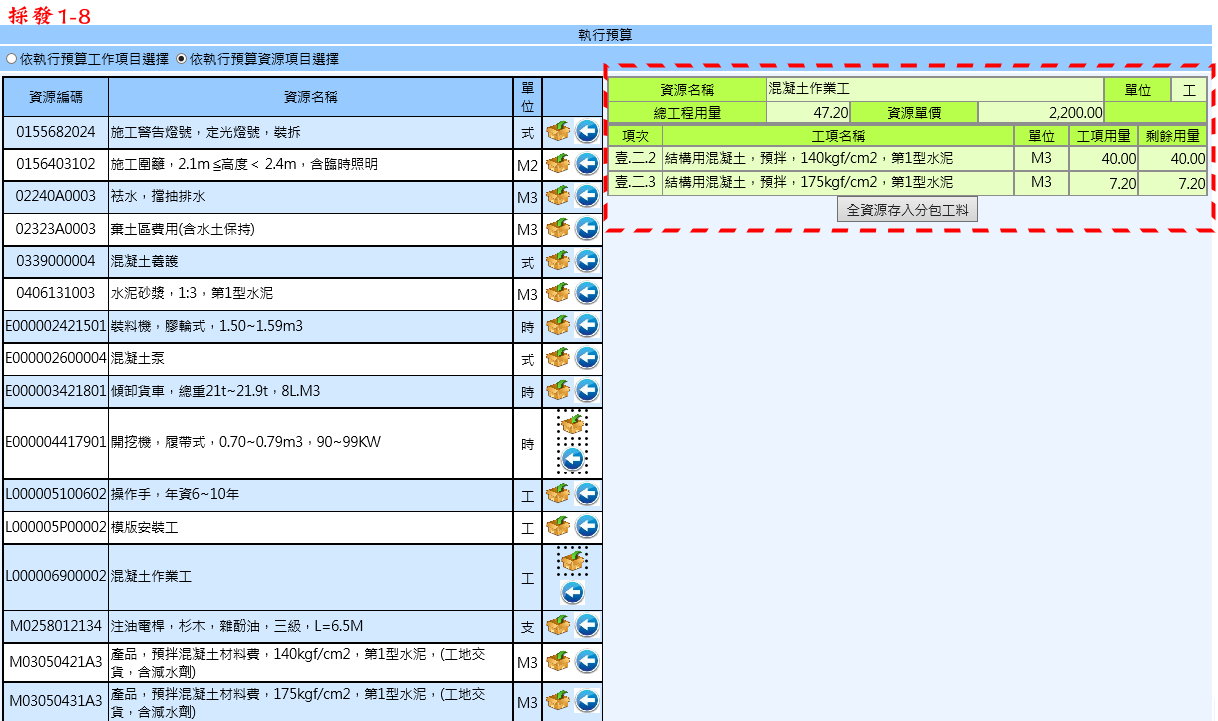 採發1-8
執行預算
依執行預算工作項目選擇 依執行預算資源項目選擇
資源編碼 資源名稱 單位
0155682024 施工警告燈號，定光燈號，裝拆 式
0156403102 施工圍籬，2.1m≦高度＜ 2.4m，含臨時照明 M2
02240A0003 袪水，擋抽排水 M3
02323A0003 棄土區費用(含水土保持) M3
0339000004 混凝土養護 式
0406131003 水泥砂漿，1:3，第1型水泥 M3
E000002421501 裝料機，膠輪式，1.50~1.59m3 時
E000002600004 混凝土泵 式
E000003421801 傾卸貨車，總重21t~21.9t，8L.M3 時
E000004417901 開挖機，履帶式，0.70~0.79m3，90~99KW 時
L000005100602 操作手，年資6~10年 工
L000005P00002 模版安裝工 工
L000006900002 混凝土作業工 工
M0258012134 注油電桿，杉木，雜酚油，三級，L=6.5M 支
M03050421A3 產品，預拌混凝土材料費，140kgf/cm2，第1型水泥，(工地交
貨，含減水劑) M3
M03050431A3 產品，預拌混凝土材料費，175kgf/cm2，第1型水泥，(工地交
貨，含減水劑) M3
資源名稱 混凝土作業工 單位 工
總工程用量 47.20 資源單價 2,200.00
項次 工項名稱 單位 工項用量 剩餘用量
壹.二.2 結構用混凝土，預拌，140kgf/cm2，第1型水泥 M3 40.00 40.00
壹.二.3 結構用混凝土，預拌，175kgf/cm2，第1型水泥 M3 7.20 7.20
全資源存入分包工料